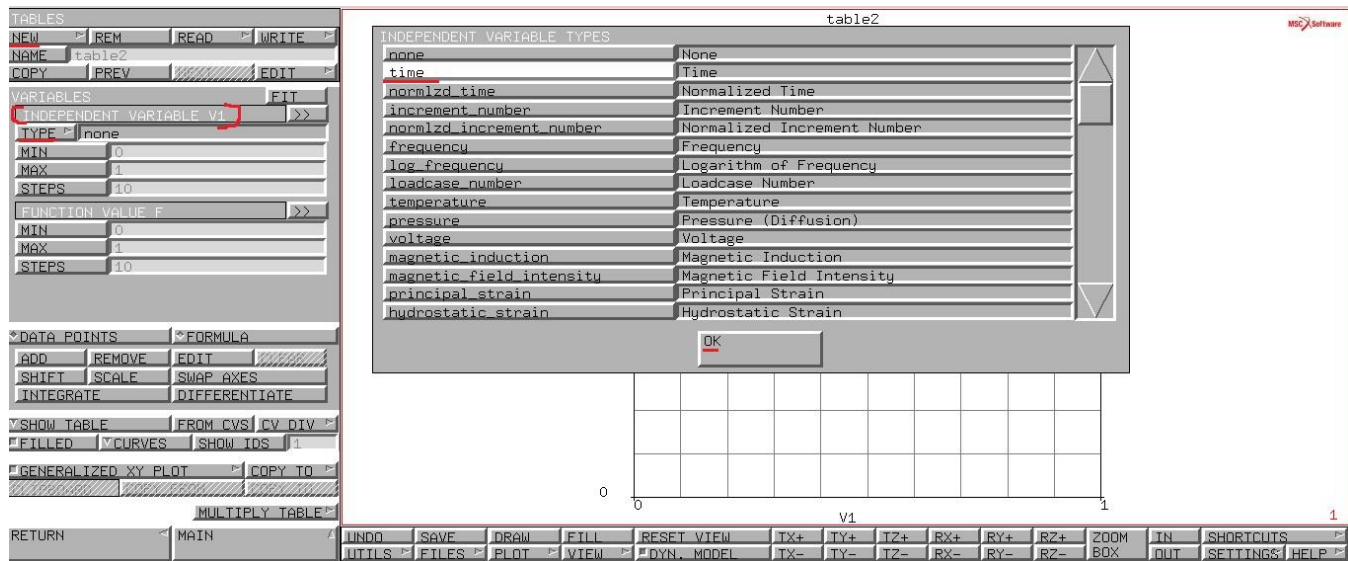 TABLES
NEW REM READ WRITE
NAME table2
COPY PREV EDIT
VARIABLES FIT
INDEPENDENT VARIABLE V1 >>
TYPE none
MIN 0
MAX 1
STEPS 10
FUNCTION VALUE F >>
MIN 0
MAX 1
STEPS 10
DATA POINTS FORMULA
ADD REMOVE EDIT
SHIFT SCALE SWAP AXES
INTEGRATE DIFFERENTIATE
SHOW TABLE FROM CVS CV DIV
FILLED CURVES SHOW IDS 1
GENERALIZED XY PLOT COPY TO
MULTIPLY TABLE
RETURN MAIN
table2
MSC Software
INDEPENDENT VARIABLE TYPES
none None
time Time
normlzd_time Normalized Time
increment_number Increment Number
normlzd_increment_number Normalized Increment Number
frequency Frequency
log_frequency Logarithm of Frequency
loadcase_number Loadcase Number
temperature Temperature
pressure Pressure (Diffusion)
voltage Voltage
magnetic_induction Magnetic Induction
magnetic_field_intensity Magnetic Field Intensity
principal_strain Principal Strain
hydrostatic_strain Hydrostatic Strain
OK
0
0 1
V1
1
UNDO SAVE DRAW FILL RESET VIEW TX+ TY+ TZ+ RX+ RY+ RZ+ ZOOM IN SHORTCUTS
UTILS FILES PLOT VIEW DYN. MODEL TX- TY- TZ- RX- RY- RZ- BOX OUT SETTINGS HELP